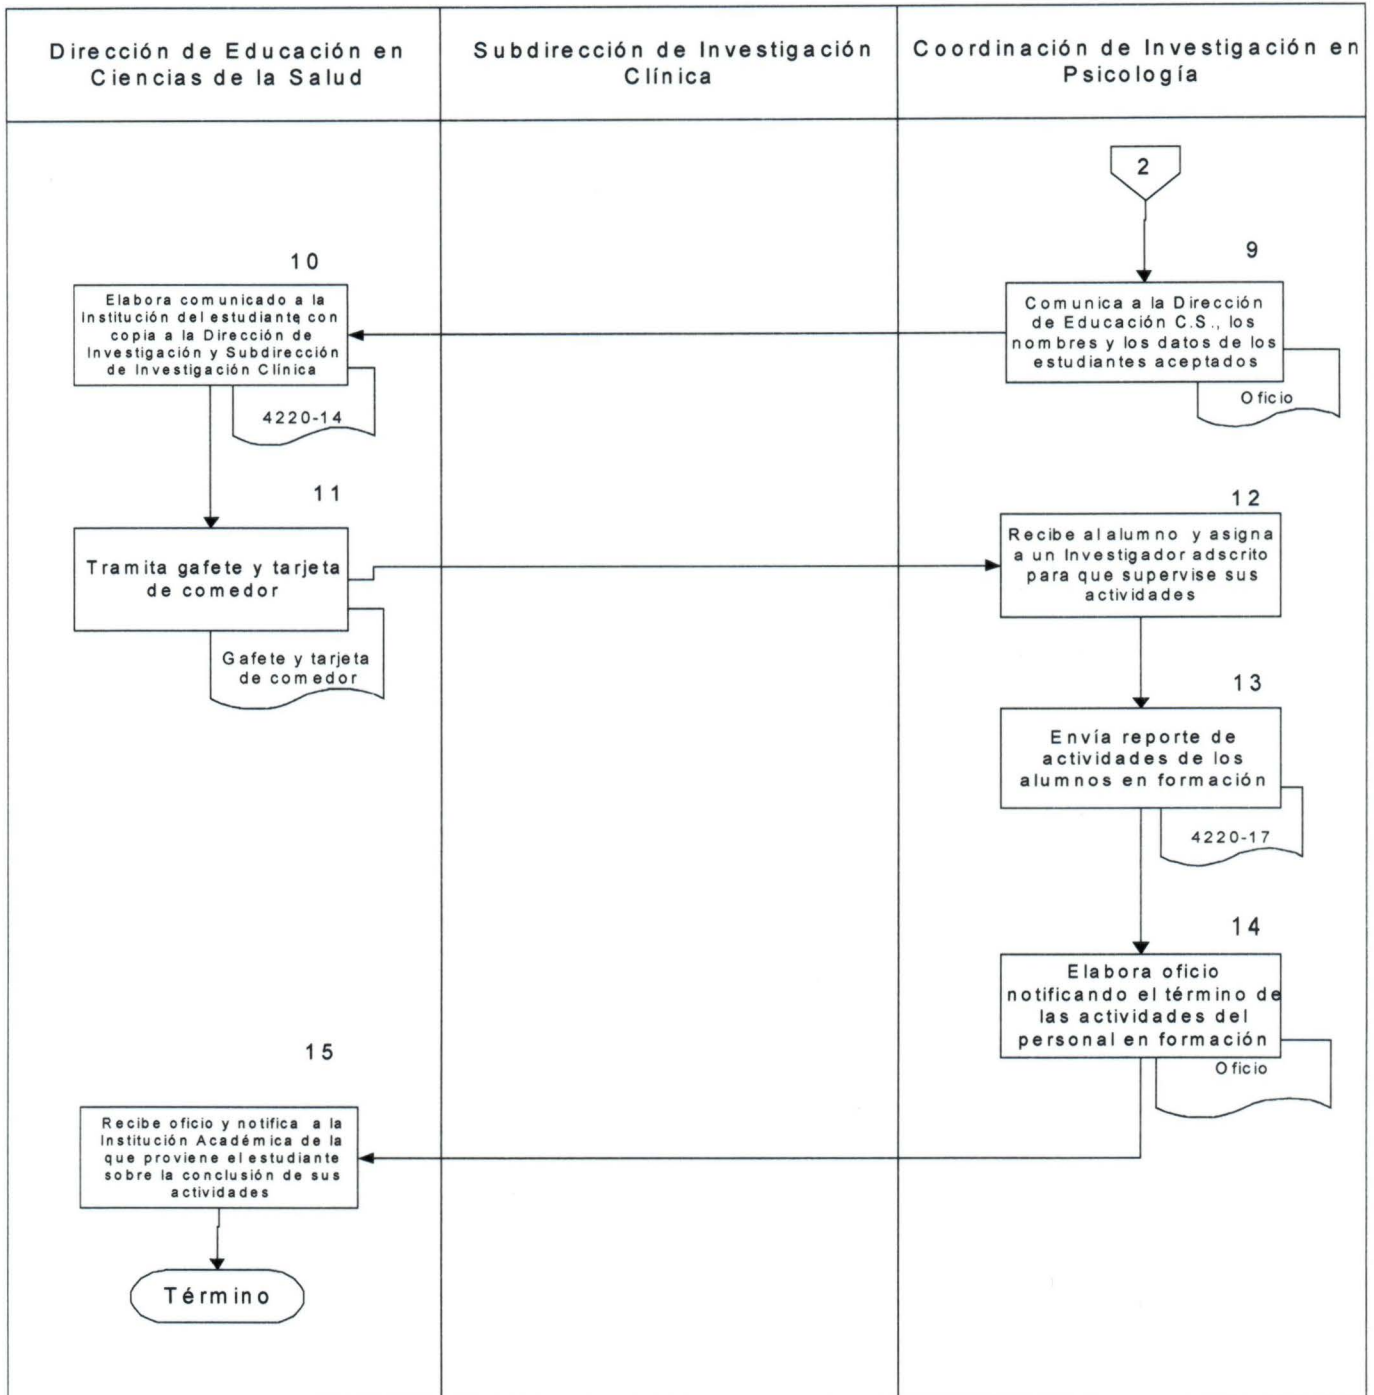 Dirección de Educación en
Ciencias de la Salud
Subdirección de Investigación
Clínica
Coordinación de Investigación en
Psicología
2
9
Comunica a la Dirección
de Educación C.S., los
nombres y los datos de los
estudiantes aceptados
Oficio
10
Elabora comunicado a la
Institución del estudiante, con
copia a la Dirección de
Investigación y Subdirección
de Investigación Clínica
4220-14
11
Tramita gafete y tarjeta
de comedor
Gafete y tarjeta
de comedor
12
Recibe al alumno y asigna
a un Investigador adscrito
para que supervise sus
actividades
13
Envía reporte de
actividades de los
alumnos en formación
4220-17
14
Elabora oficio
notificando el término de
las actividades del
personal en formación
Oficio
15
Recibe oficio y notifica a la
Institución Académica de la
que proviene el estudiante
sobre la conclusión de sus
actividades
Término